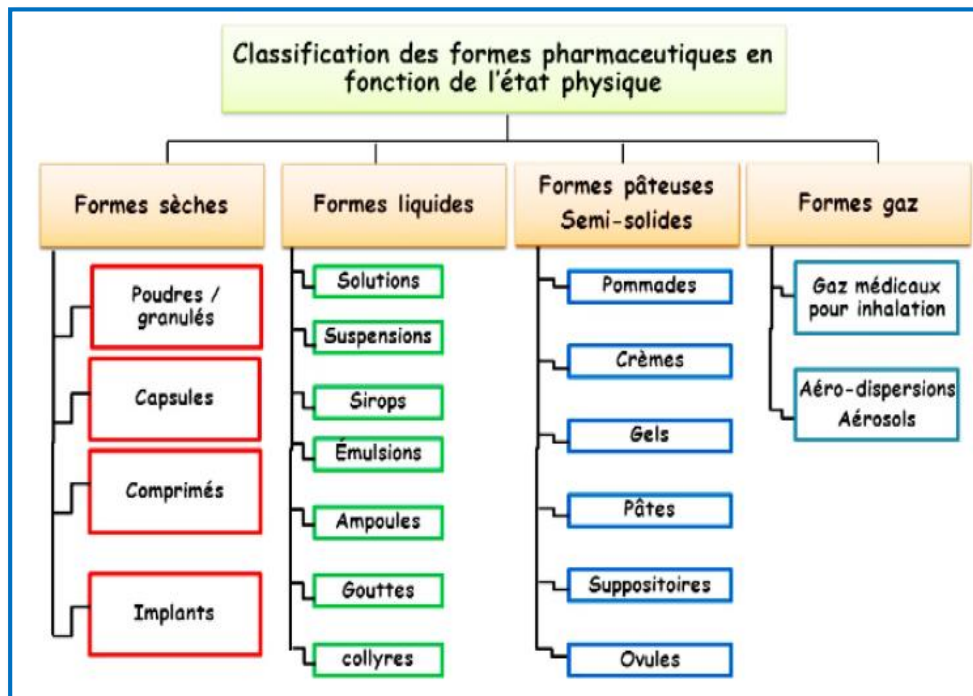 Classification des formes pharmaceutiques en
fonction de l'état physique
Formes sèches
Poudres /
granulés
Capsules
Comprimés
Implants
Formes liquides
Solutions
Suspensions
Sirops
Émulsions
Ampoules
Gouttes
collyres
Formes pâteuses
Semi-solides
Pommades
Crèmes
Gels
Pâtes
Suppositoires
Ovules
Formes gaz
Gaz médicaux
pour inhalation
Aéro-dispersions
Aérosols